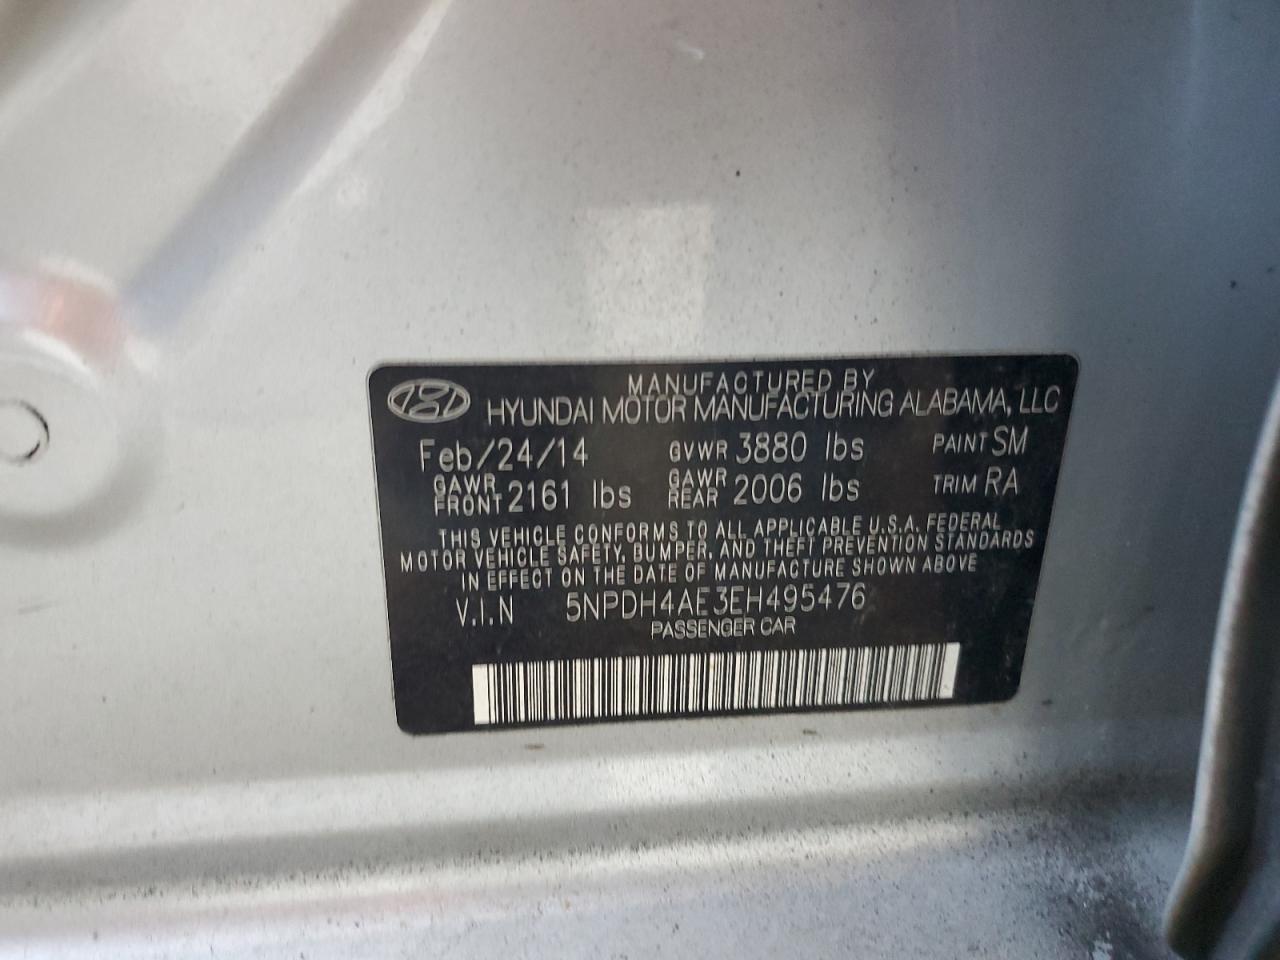 MANUFACTURED BY
HYUNDAI MOTOR MANUFACTURING ALABAMA, LLC
Feb/24/14 GVWR 3880 lbs PAINT SM
GAWR FRONT 2161 lbs GAWR REAR 2006 lbs TRIM RA
THIS VEHICLE CONFORMS TO ALL APPLICABLE U.S.A. FEDERAL
MOTOR VEHICLE SAFETY, BUMPER, AND THEFT PREVENTION STANDARDS
IN EFFECT ON THE DATE OF MANUFACTURE SHOWN ABOVE
V.I.N 5NPDH4AE3EH495476
PASSENGER CAR